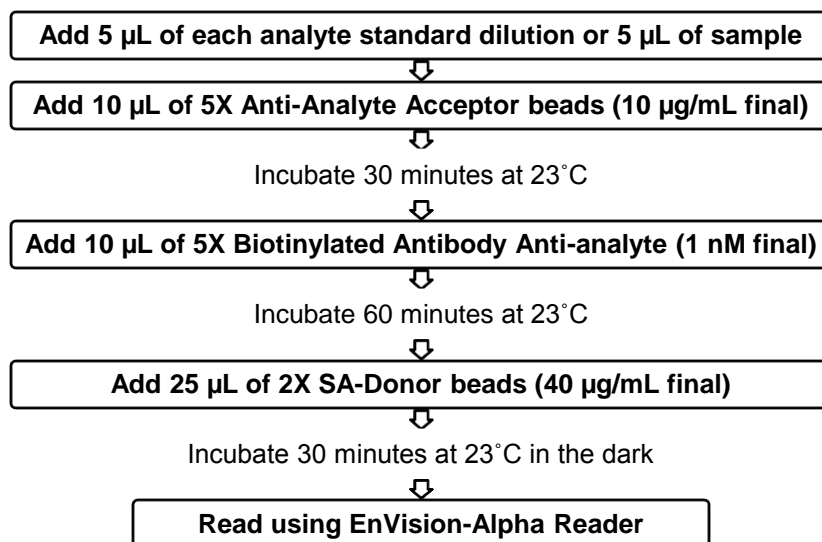 Add 5 µL of each analyte standard dilution or 5 µL of sample
Add 10 µL of 5X Anti-Analyte Acceptor beads (10 µg/mL final)
Incubate 30 minutes at 23˚C
Add 10 µL of 5X Biotinylated Antibody Anti-analyte (1 nM final)
Incubate 60 minutes at 23˚C
Add 25 µL of 2X SA-Donor beads (40 µg/mL final)
Incubate 30 minutes at 23˚C in the dark
Read using EnVision-Alpha Reader